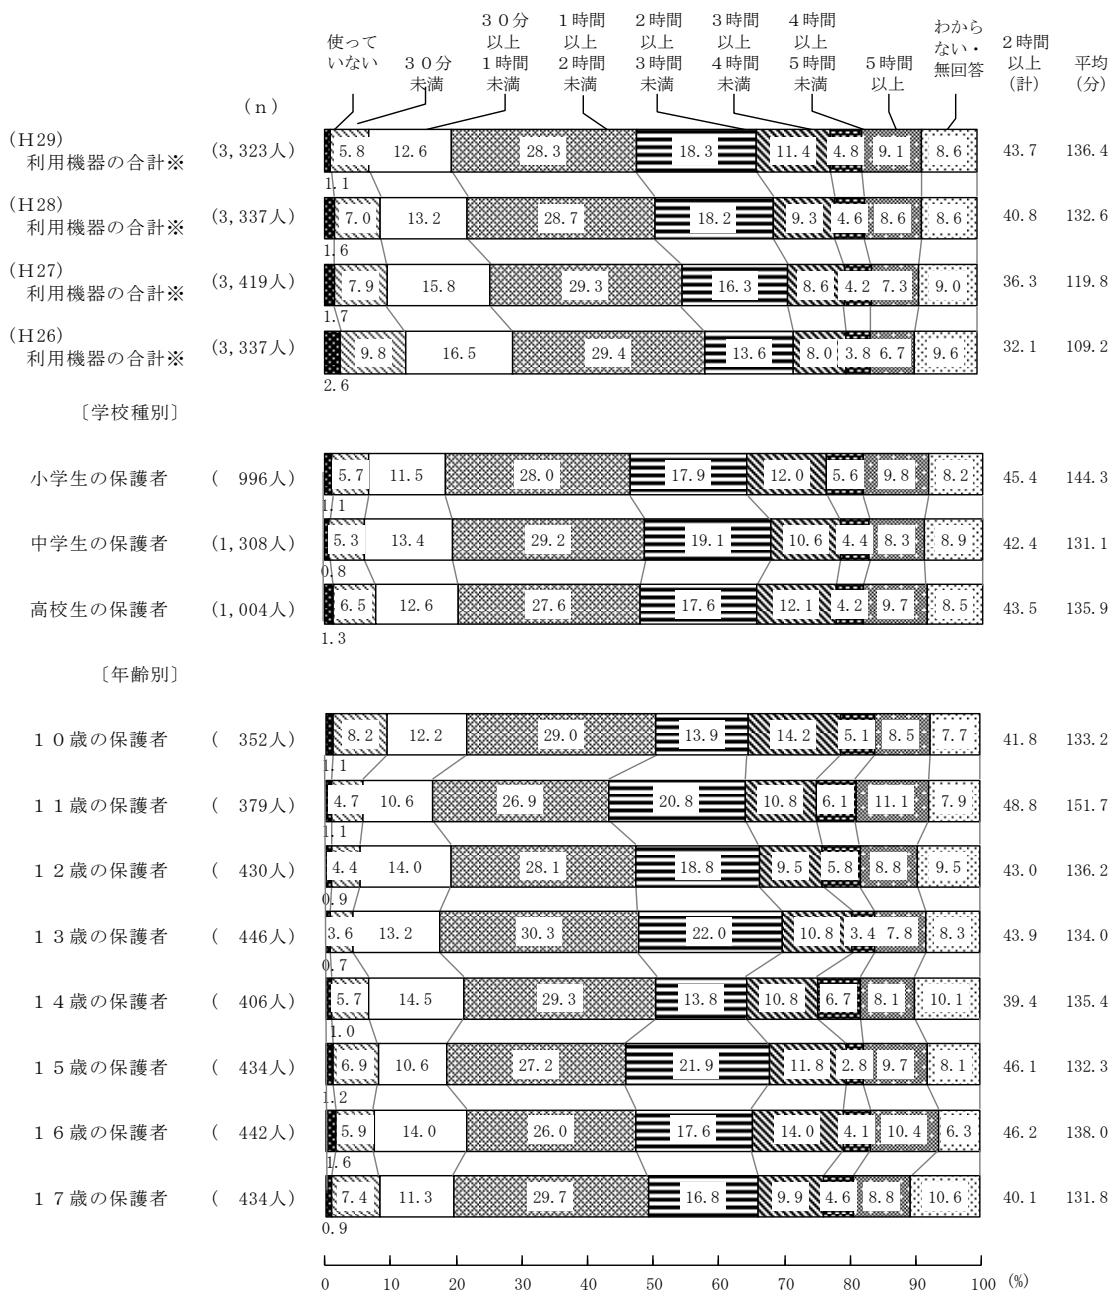 使っていない
３０分未満
３０分以上１時間未満
１時間以上２時間未満
２時間以上３時間未満
３時間以上４時間未満
４時間以上５時間未満
５時間以上
わからない・無回答
２時間以上(計)
平均(分)
(ｎ)
(H29) 利用機器の合計※ (3,323人) 1.1 5.8 12.6 28.3 18.3 11.4 4.8 9.1 8.6 43.7 136.4
(H28) 利用機器の合計※ (3,337人) 1.6 7.0 13.2 28.7 18.2 9.3 4.6 8.6 8.6 40.8 132.6
(H27) 利用機器の合計※ (3,419人) 1.7 7.9 15.8 29.3 16.3 8.6 4.2 7.3 9.0 36.3 119.8
(H26) 利用機器の合計※ (3,337人) 2.6 9.8 16.5 29.4 13.6 8.0 3.8 6.7 9.6 32.1 109.2
〔学校種別〕
小学生の保護者 ( 996人) 1.1 5.7 11.5 28.0 17.9 12.0 5.6 9.8 8.2 45.4 144.3
中学生の保護者 (1,308人) 0.8 5.3 13.4 29.2 19.1 10.6 4.4 8.3 8.9 42.4 131.1
高校生の保護者 (1,004人) 1.3 6.5 12.6 27.6 17.6 12.1 4.2 9.7 8.5 43.5 135.9
〔年齢別〕
１０歳の保護者 ( 352人) 1.1 8.2 12.2 29.0 13.9 14.2 5.1 8.5 7.7 41.8 133.2
１１歳の保護者 ( 379人) 1.1 4.7 10.6 26.9 20.8 10.8 6.1 11.1 7.9 48.8 151.7
１２歳の保護者 ( 430人) 0.9 4.4 14.0 28.1 18.8 9.5 5.8 8.8 9.5 43.0 136.2
１３歳の保護者 ( 446人) 0.7 3.6 13.2 30.3 22.0 10.8 3.4 7.8 8.3 43.9 134.0
１４歳の保護者 ( 406人) 1.0 5.7 14.5 29.3 13.8 10.8 6.7 8.1 10.1 39.4 135.4
１５歳の保護者 ( 434人) 1.2 6.9 10.6 27.2 21.9 11.8 2.8 9.7 8.1 46.1 132.3
１６歳の保護者 ( 442人) 1.6 5.9 14.0 26.0 17.6 14.0 4.1 10.4 6.3 46.2 138.0
１７歳の保護者 ( 434人) 0.9 7.4 11.3 29.7 16.8 9.9 4.6 8.8 10.6 40.1 131.8
0 10 20 30 40 50 60 70 80 90 100 (%)